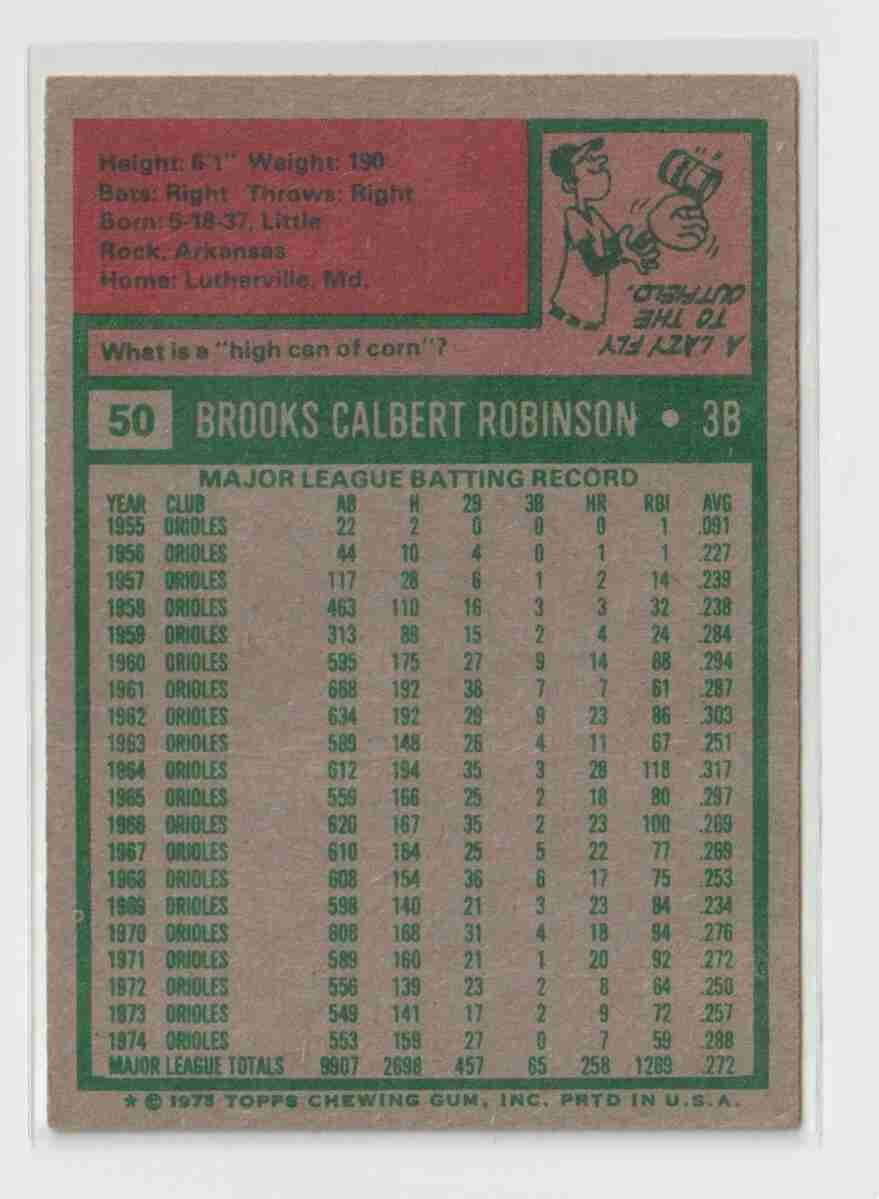 Height: 6'1" Weight: 190
Bats: Right Throws: Right
Born: 5-18-37, Little
Rock, Arkansas
Home: Lutherville, Md.
What is a "high can of corn"?
A LAZY FLY
TO THE
OUTFIELD.
50 BROOKS CALBERT ROBINSON • 3B
MAJOR LEAGUE BATTING RECORD
YEAR CLUB AB H 2B 3B HR RBI AVG
1955 ORIOLES 22 2 0 0 0 1 .091
1956 ORIOLES 44 10 4 0 1 1 .227
1957 ORIOLES 117 28 6 1 2 14 .239
1958 ORIOLES 463 110 16 3 3 32 .238
1959 ORIOLES 313 89 15 2 4 24 .284
1960 ORIOLES 595 175 27 9 14 88 .294
1961 ORIOLES 668 192 38 7 7 61 .287
1962 ORIOLES 634 192 29 9 23 86 .303
1963 ORIOLES 589 148 26 4 11 67 .251
1964 ORIOLES 612 194 35 3 28 118 .317
1965 ORIOLES 559 166 25 2 18 80 .297
1966 ORIOLES 620 167 35 2 23 100 .269
1967 ORIOLES 610 164 25 5 22 77 .269
1968 ORIOLES 608 154 36 6 17 75 .253
1969 ORIOLES 598 140 21 3 23 84 .234
1970 ORIOLES 608 168 31 4 18 94 .276
1971 ORIOLES 589 160 21 1 20 92 .272
1972 ORIOLES 556 139 23 2 8 64 .250
1973 ORIOLES 549 141 17 2 9 72 .257
1974 ORIOLES 553 159 27 0 7 59 .288
MAJOR LEAGUE TOTALS 9907 2698 457 65 258 1289 .272
* © 1975 TOPPS CHEWING GUM, INC. PRTD IN U.S.A.